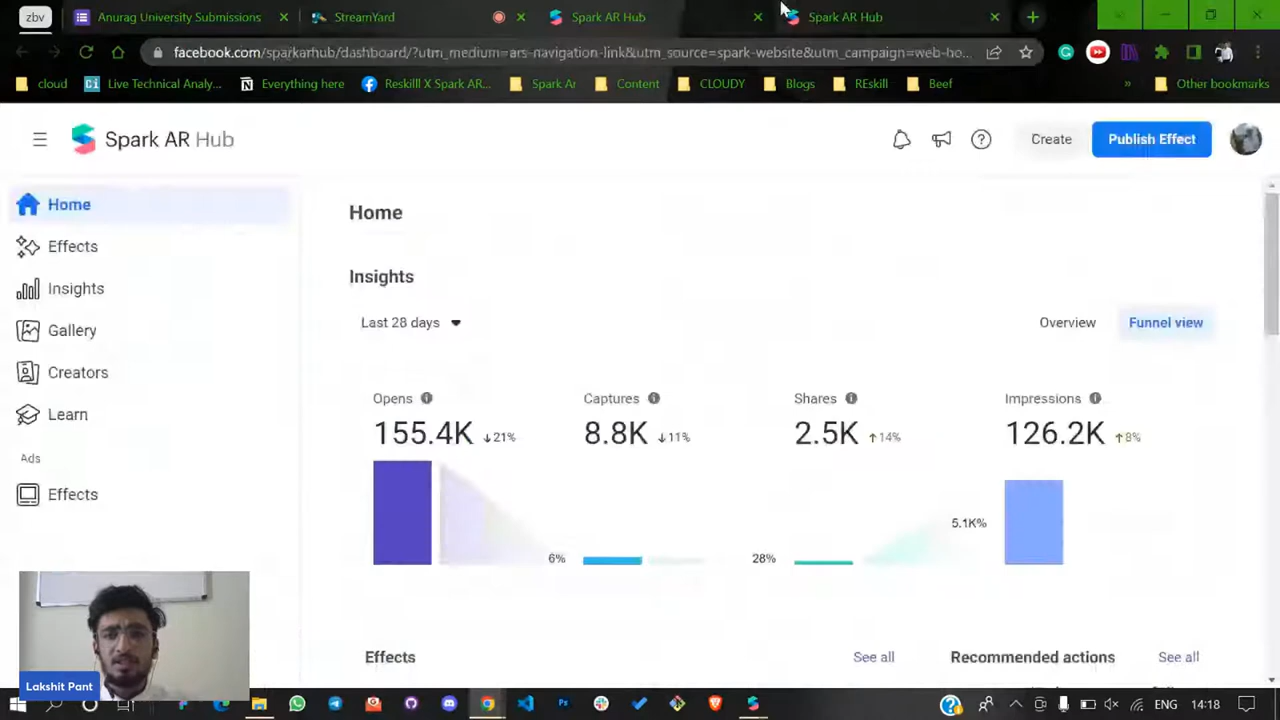 zbv
Anurag University Submissions
StreamYard
Spark AR Hub
Spark AR Hub
facebook.com/sparkarhub/dashboard/?utm_medium=ars-navigation-link&utm_source=spark-website&utm_campaign=web-ho...
cloud
Live Technical Analy...
Everything here
Reskilll X Spark AR...
Spark Ar
Content
CLOUDY
Blogs
REskill
Beef
»
Other bookmarks
Spark AR Hub
Create
Publish Effect
Home
Effects
Insights
Gallery
Creators
Learn
Ads
Effects
Home
Insights
Last 28 days
Overview
Funnel view
Opens
Captures
Shares
Impressions
155.4K ↓21%
8.8K ↓11%
2.5K ↑14%
126.2K ↑8%
6%
28%
5.1K%
Effects
See all
Recommended actions
See all
Lakshit Pant
ENG
14:18